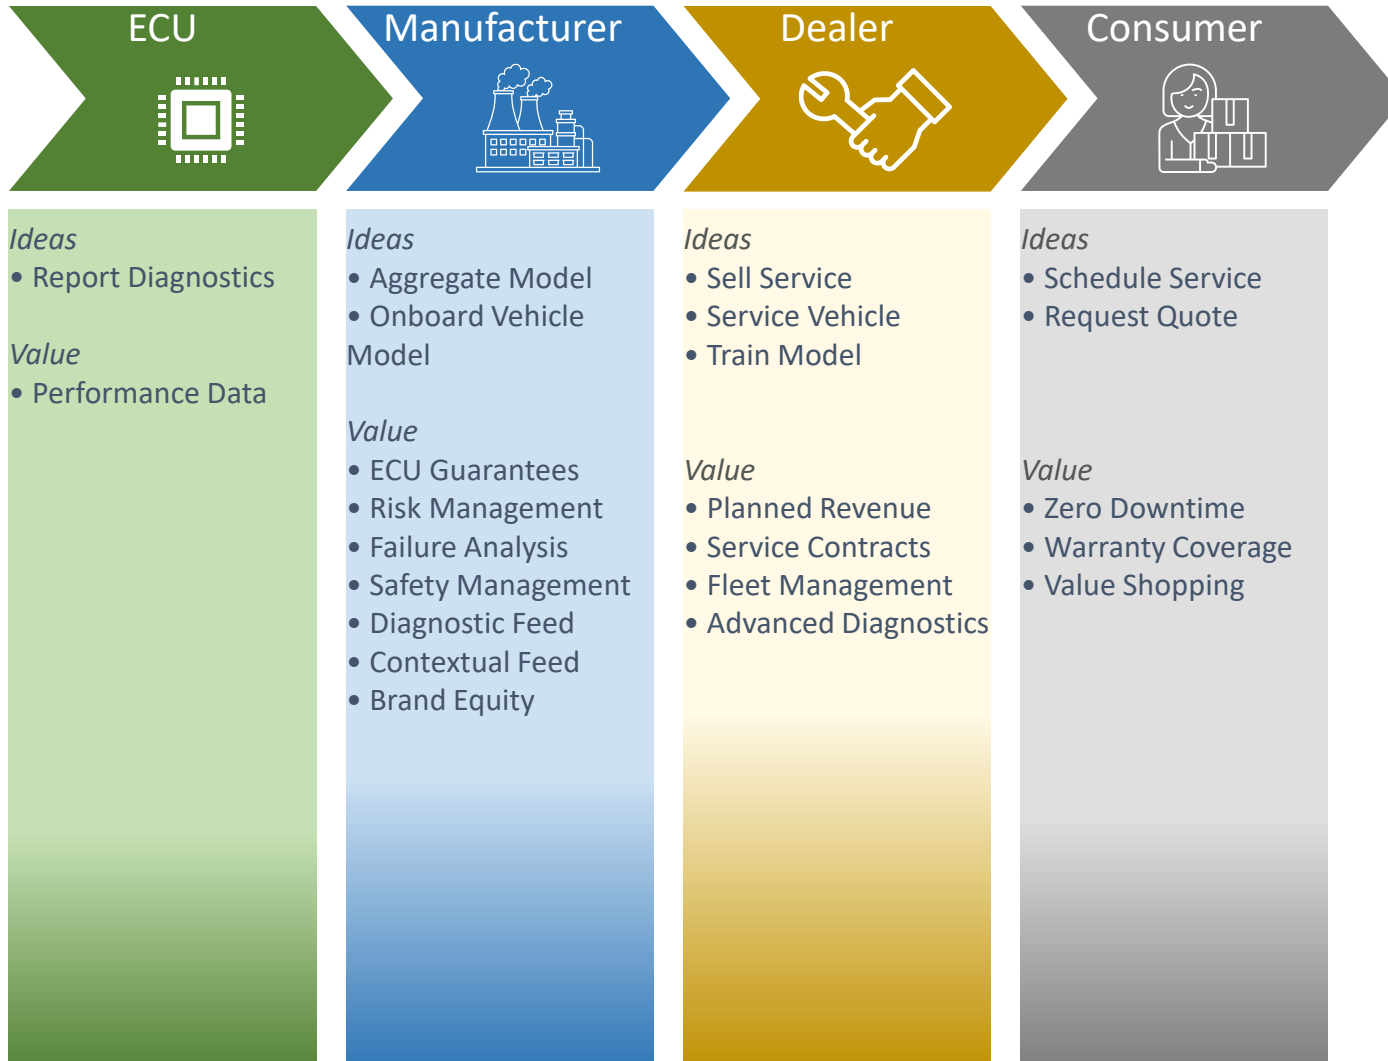 ECU
Manufacturer
Dealer
Consumer
Ideas
• Report Diagnostics
Value
• Performance Data
Ideas
• Aggregate Model
• Onboard Vehicle
Model
Value
• ECU Guarantees
• Risk Management
• Failure Analysis
• Safety Management
• Diagnostic Feed
• Contextual Feed
• Brand Equity
Ideas
• Sell Service
• Service Vehicle
• Train Model
Value
• Planned Revenue
• Service Contracts
• Fleet Management
• Advanced Diagnostics
Ideas
• Schedule Service
• Request Quote
Value
• Zero Downtime
• Warranty Coverage
• Value Shopping